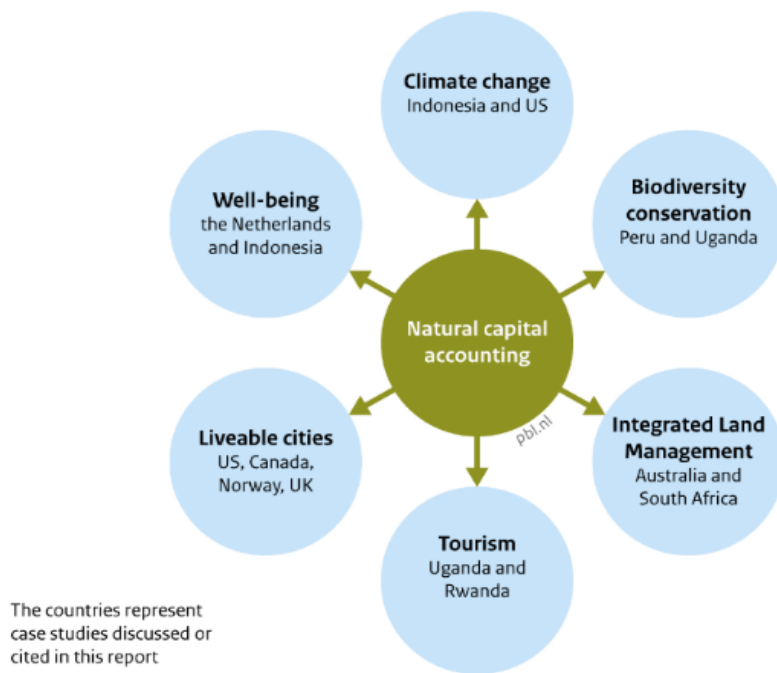 Climate change
Indonesia and US
Well-being
the Netherlands
and Indonesia
Biodiversity
conservation
Peru and Uganda
Natural capital
accounting
pbl.nl
Liveable cities
US, Canada,
Norway, UK
Integrated Land
Management
Australia and
South Africa
Tourism
Uganda and
Rwanda
The countries represent
case studies discussed or
cited in this report